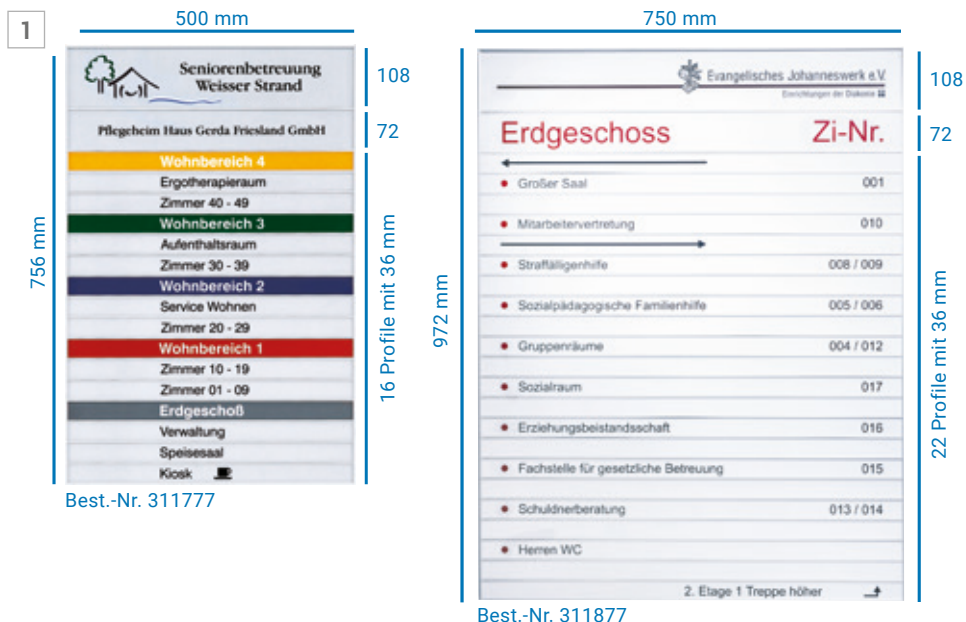 1
500 mm
756 mm
Seniorenbetreuung
Weisser Strand
Pflegeheim Haus Gerda Friesland GmbH
Wohnbereich 4
Ergotherapieraum
Zimmer 40 - 49
Wohnbereich 3
Aufenthaltsraum
Zimmer 30 - 39
Wohnbereich 2
Service Wohnen
Zimmer 20 - 29
Wohnbereich 1
Zimmer 10 - 19
Zimmer 01 - 09
Erdgeschoß
Verwaltung
Speisesaal
Kiosk
108
72
16 Profile mit 36 mm
Best.-Nr. 311777
750 mm
972 mm
Evangelisches Johanneswerk e.V.
Einrichtungen der Diakonie
Erdgeschoss Zi-Nr.
Großer Saal 001
Mitarbeitervertretung 010
Straffälligenhilfe 008 / 009
Sozialpädagogische Familienhilfe 005 / 006
Gruppenräume 004 / 012
Sozialraum 017
Erziehungsbeistandsschaft 016
Fachstelle für gesetzliche Betreuung 015
Schuldnerberatung 013 / 014
Herren WC
2. Etage 1 Treppe höher
108
72
22 Profile mit 36 mm
Best.-Nr. 311877